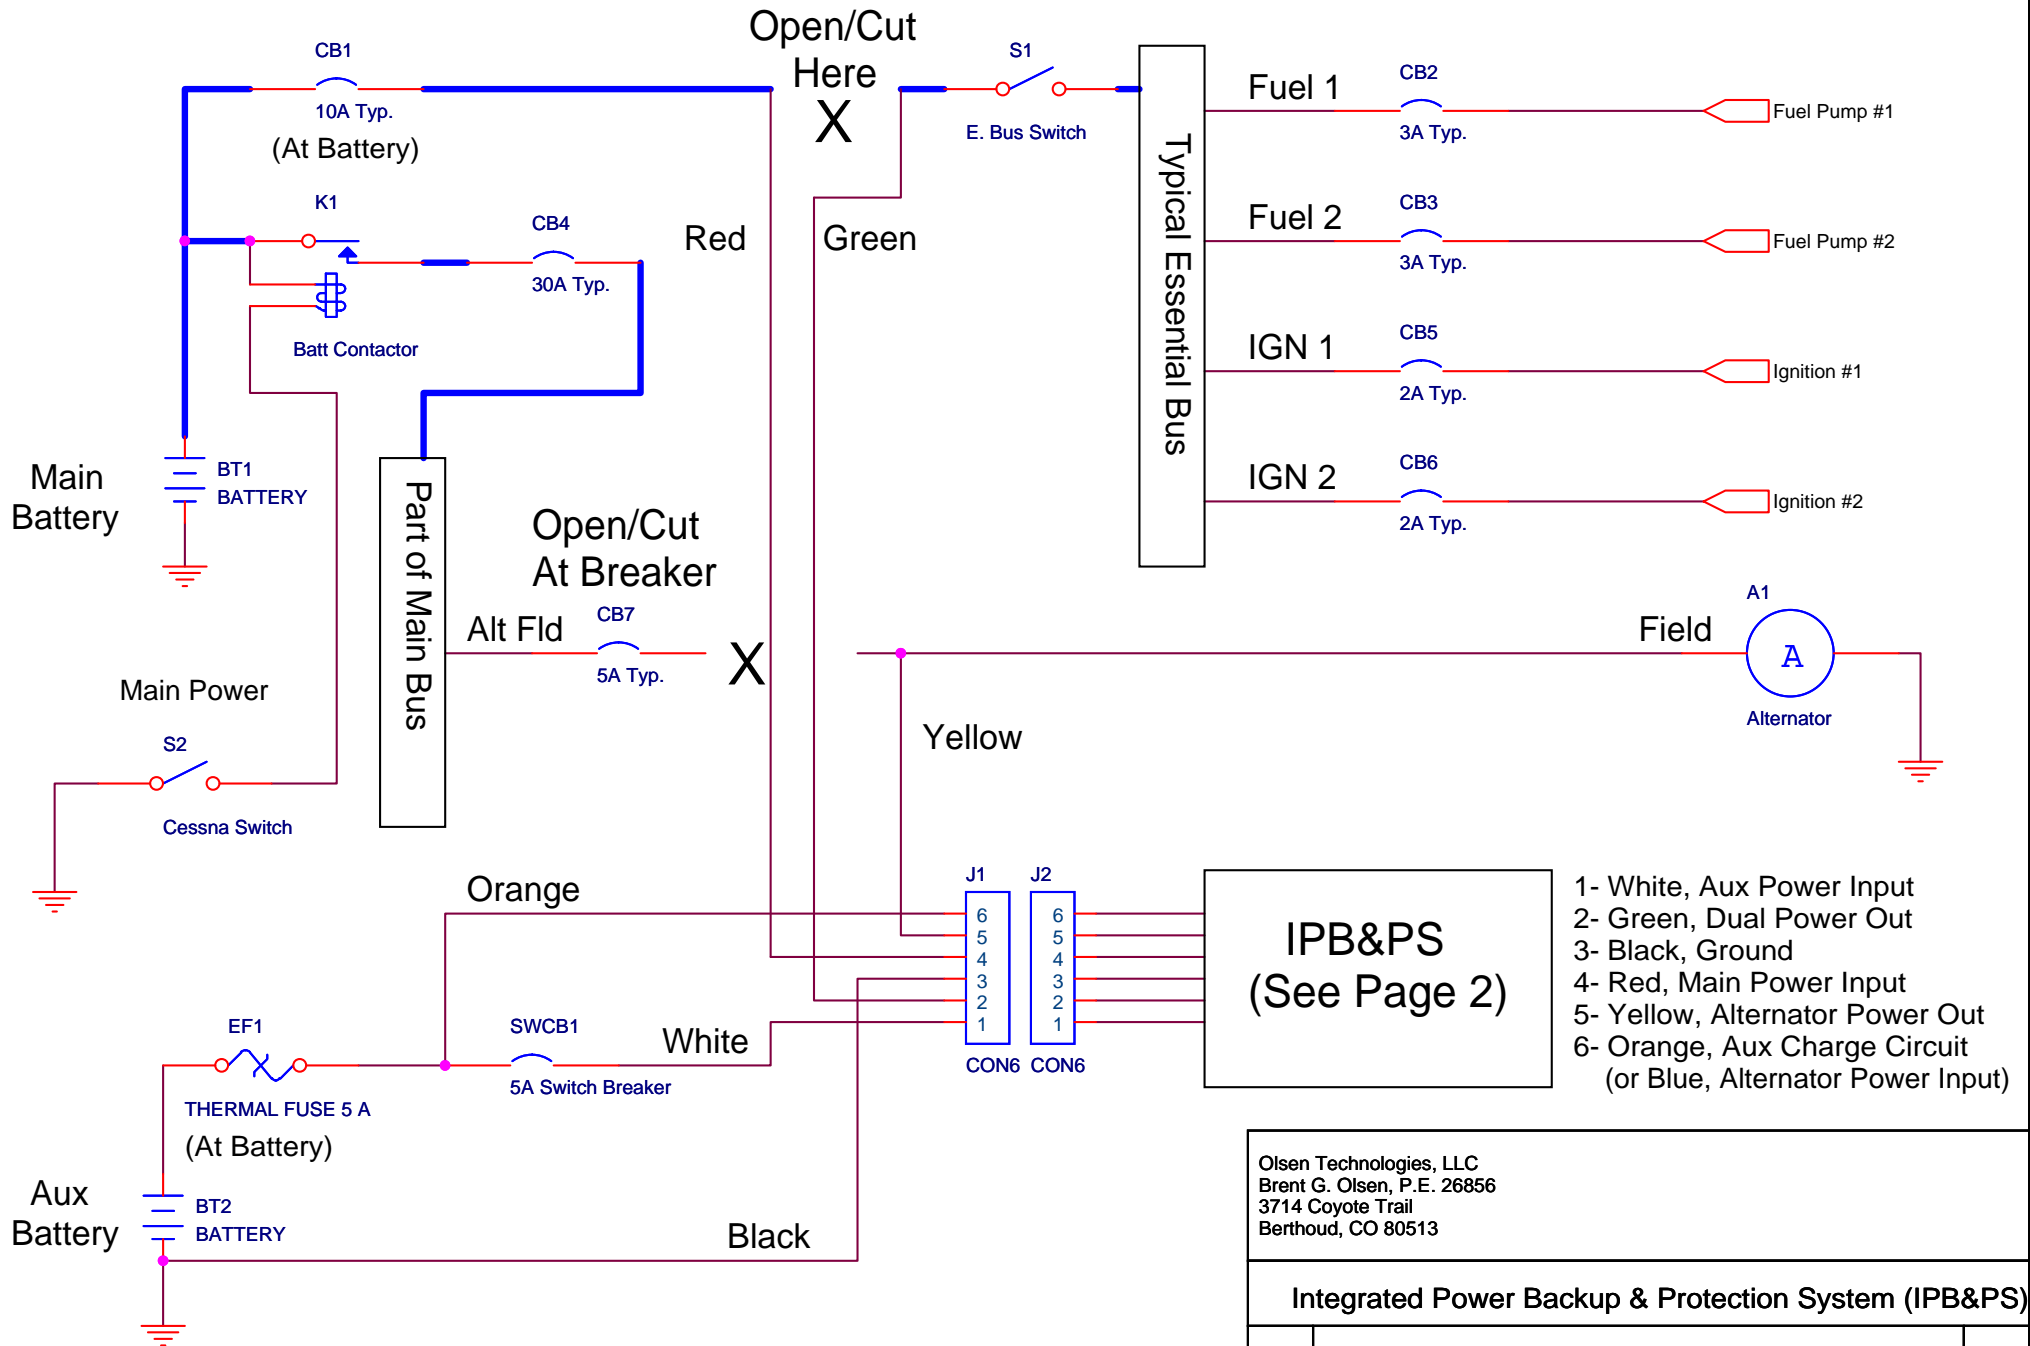 Open/Cut
Here
X
CB1
10A Typ.
(At Battery)
S1
E. Bus Switch
Typical Essential Bus
Fuel 1
CB2
3A Typ.
Fuel Pump #1
Fuel 2
CB3
3A Typ.
Fuel Pump #2
IGN 1
CB5
2A Typ.
Ignition #1
IGN 2
CB6
2A Typ.
Ignition #2
K1
Batt Contactor
CB4
30A Typ.
Red
Green
Main
Battery
BT1
BATTERY
Part of Main Bus
Open/Cut
At Breaker
Alt Fld
CB7
5A Typ.
X
Field
A1
A
Alternator
Yellow
Main Power
S2
Cessna Switch
Orange
J1
6
5
4
3
2
1
CON6
J2
6
5
4
3
2
1
CON6
IPB&PS
(See Page 2)
1- White, Aux Power Input
2- Green, Dual Power Out
3- Black, Ground
4- Red, Main Power Input
5- Yellow, Alternator Power Out
6- Orange, Aux Charge Circuit
(or Blue, Alternator Power Input)
EF1
THERMAL FUSE 5 A
(At Battery)
SWCB1
5A Switch Breaker
White
Aux
Battery
BT2
BATTERY
Black
Olsen Technologies, LLC
Brent G. Olsen, P.E. 26856
3714 Coyote Trail
Berthoud, CO 80513
Integrated Power Backup & Protection System (IPB&PS)